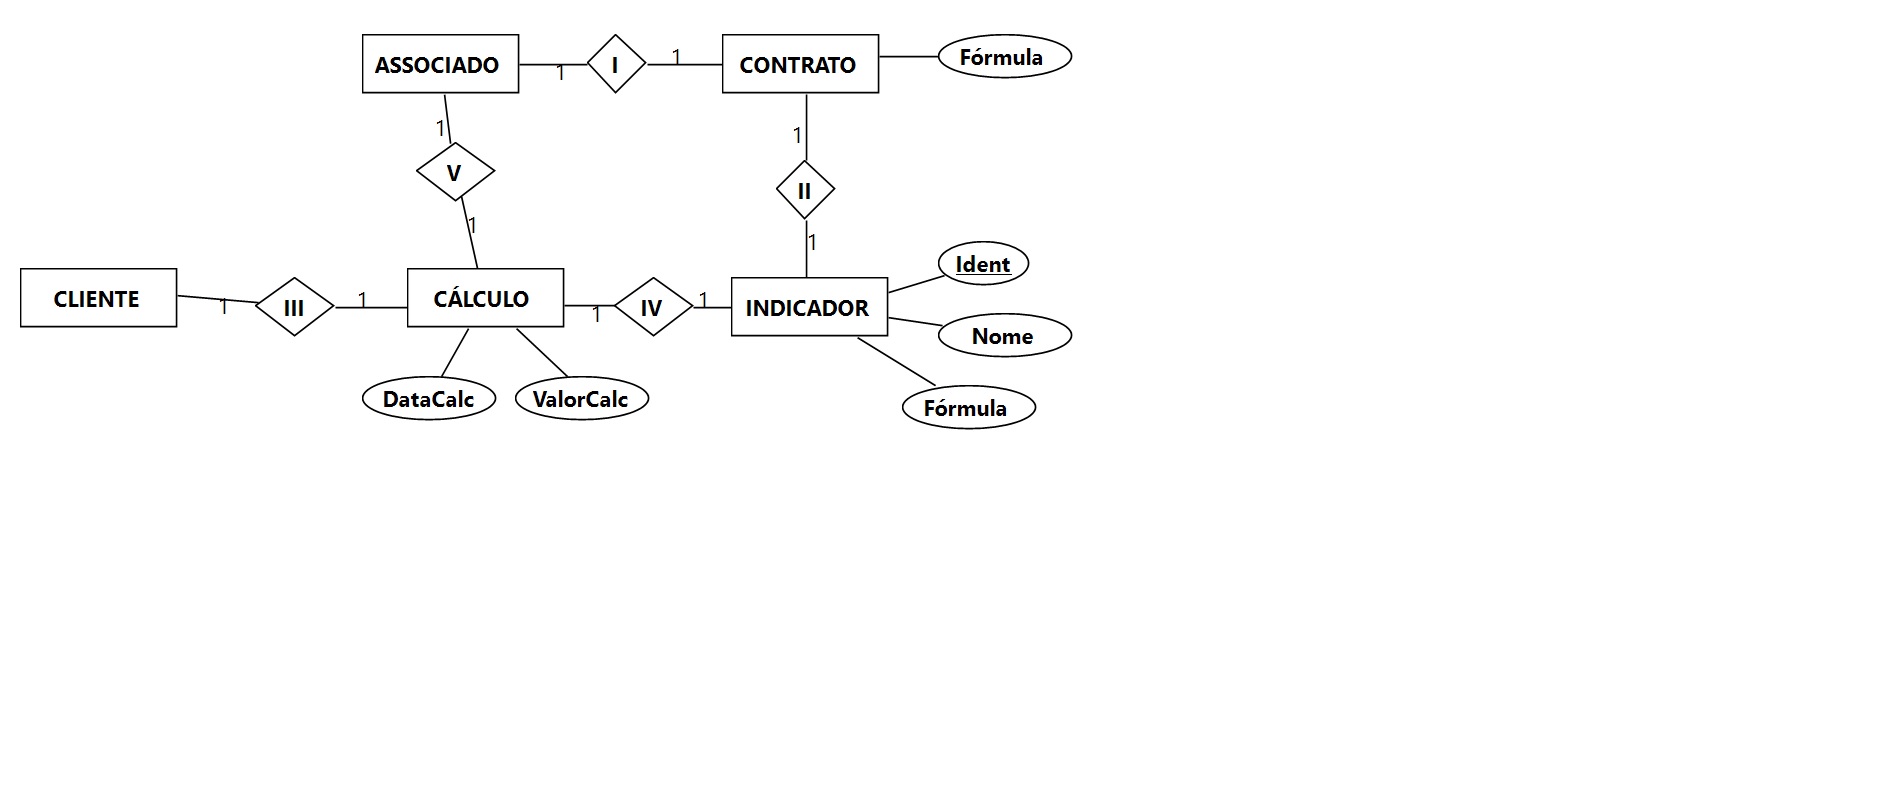 ASSOCIADO
1
I
1
CONTRATO
Fórmula
1
V
1
1
II
1
CLIENTE
1
III
1
CÁLCULO
1
IV
1
INDICADOR
Ident
Nome
Fórmula
DataCalc
ValorCalc